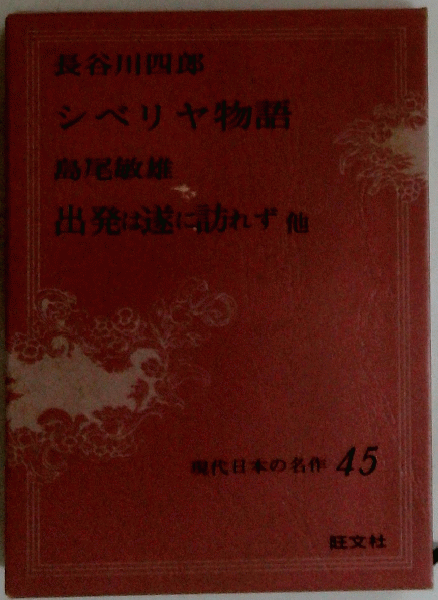 長谷川四郎
シベリヤ物語
島尾敏雄
出発は遂に訪れず 他
現代日本の名作 45
旺文社